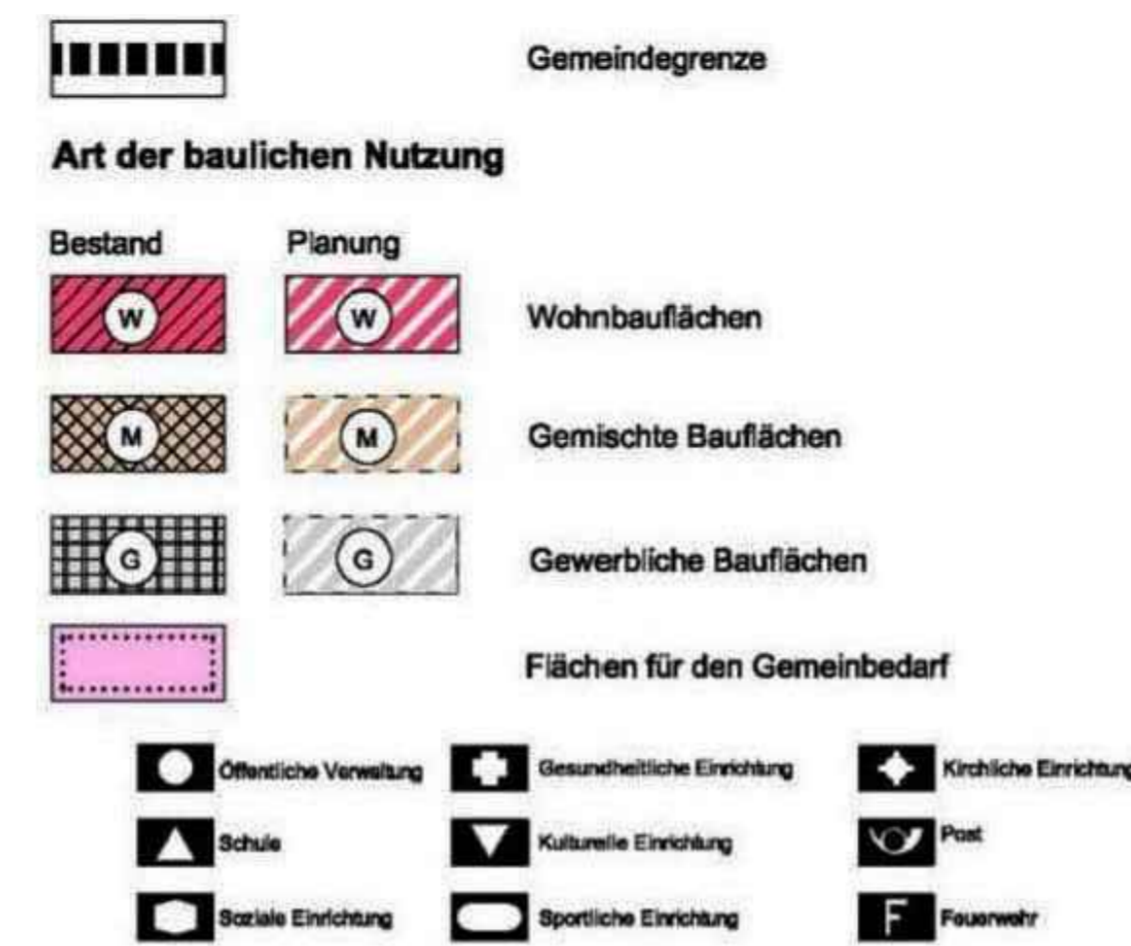 Gemeindegrenze
Art der baulichen Nutzung
Bestand Planung
W W Wohnbauflächen
M M Gemischte Bauflächen
G G Gewerbliche Bauflächen
Flächen für den Gemeinbedarf
Öffentliche Verwaltung Gesundheitliche Einrichtung Kirchliche Einrichtung
Schule Kulturelle Einrichtung Post
Soziale Einrichtung Sportliche Einrichtung F Feuerwehr